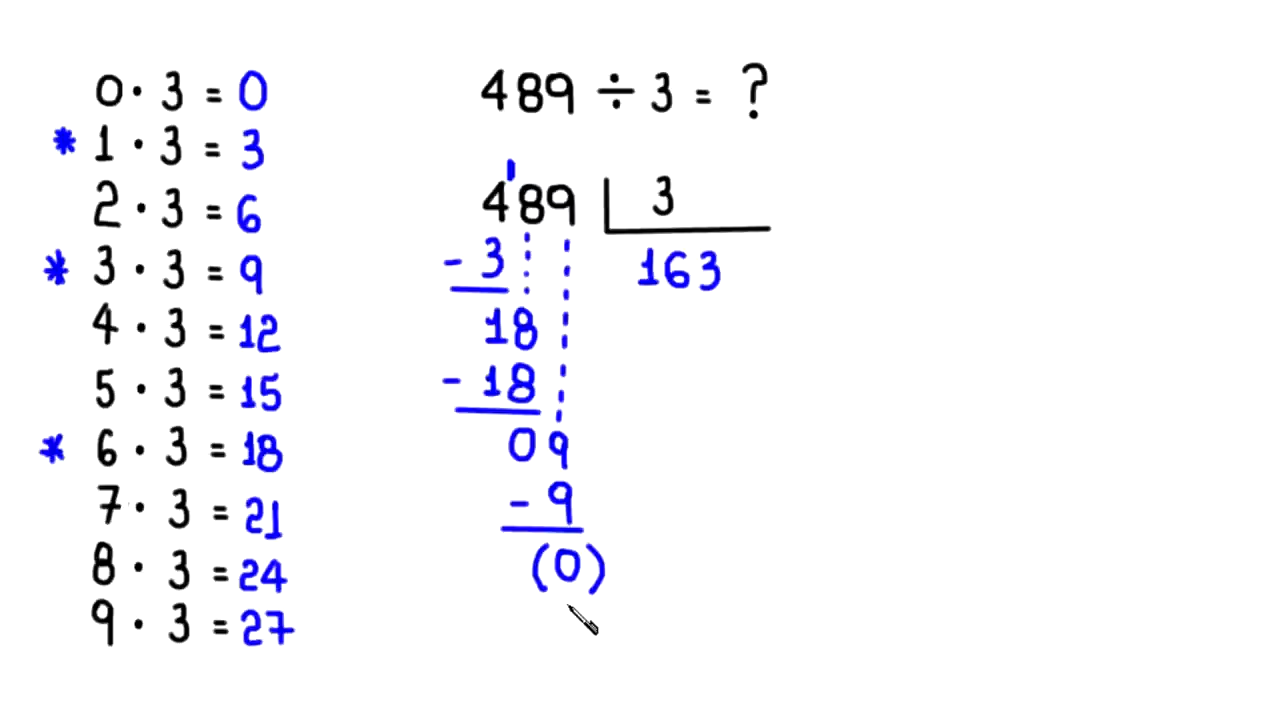 0 · 3 = 0
* 1 · 3 = 3
2 · 3 = 6
* 3 · 3 = 9
4 · 3 = 12
5 · 3 = 15
* 6 · 3 = 18
7 · 3 = 21
8 · 3 = 24
9 · 3 = 27
489 ÷ 3 = ?
4'89 3
- 3 163
18
- 18
09
- 9
(0)